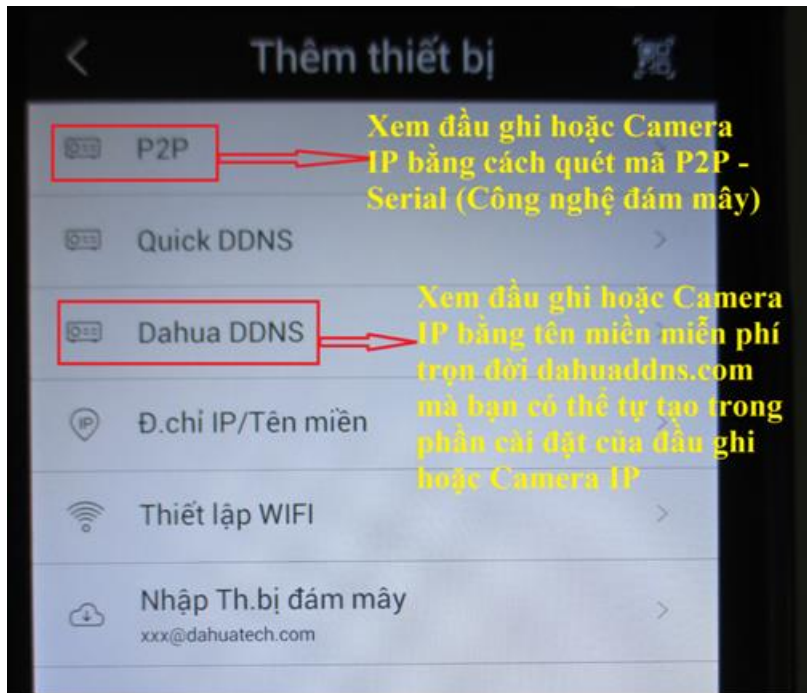 Thêm thiết bị
P2P
Xem đầu ghi hoặc Camera
IP bằng cách quét mã P2P -
Serial (Công nghệ đám mây)
Quick DDNS
Dahua DDNS
Xem đầu ghi hoặc Camera
IP bằng tên miền miễn phí
trọn đời dahuaddns.com
mà bạn có thể tự tạo trong
phần cài đặt của đầu ghi
hoặc Camera IP
Đ.chỉ IP/Tên miền
Thiết lập WIFI
Nhập Th.bị đám mây
xxx@dahuatech.com